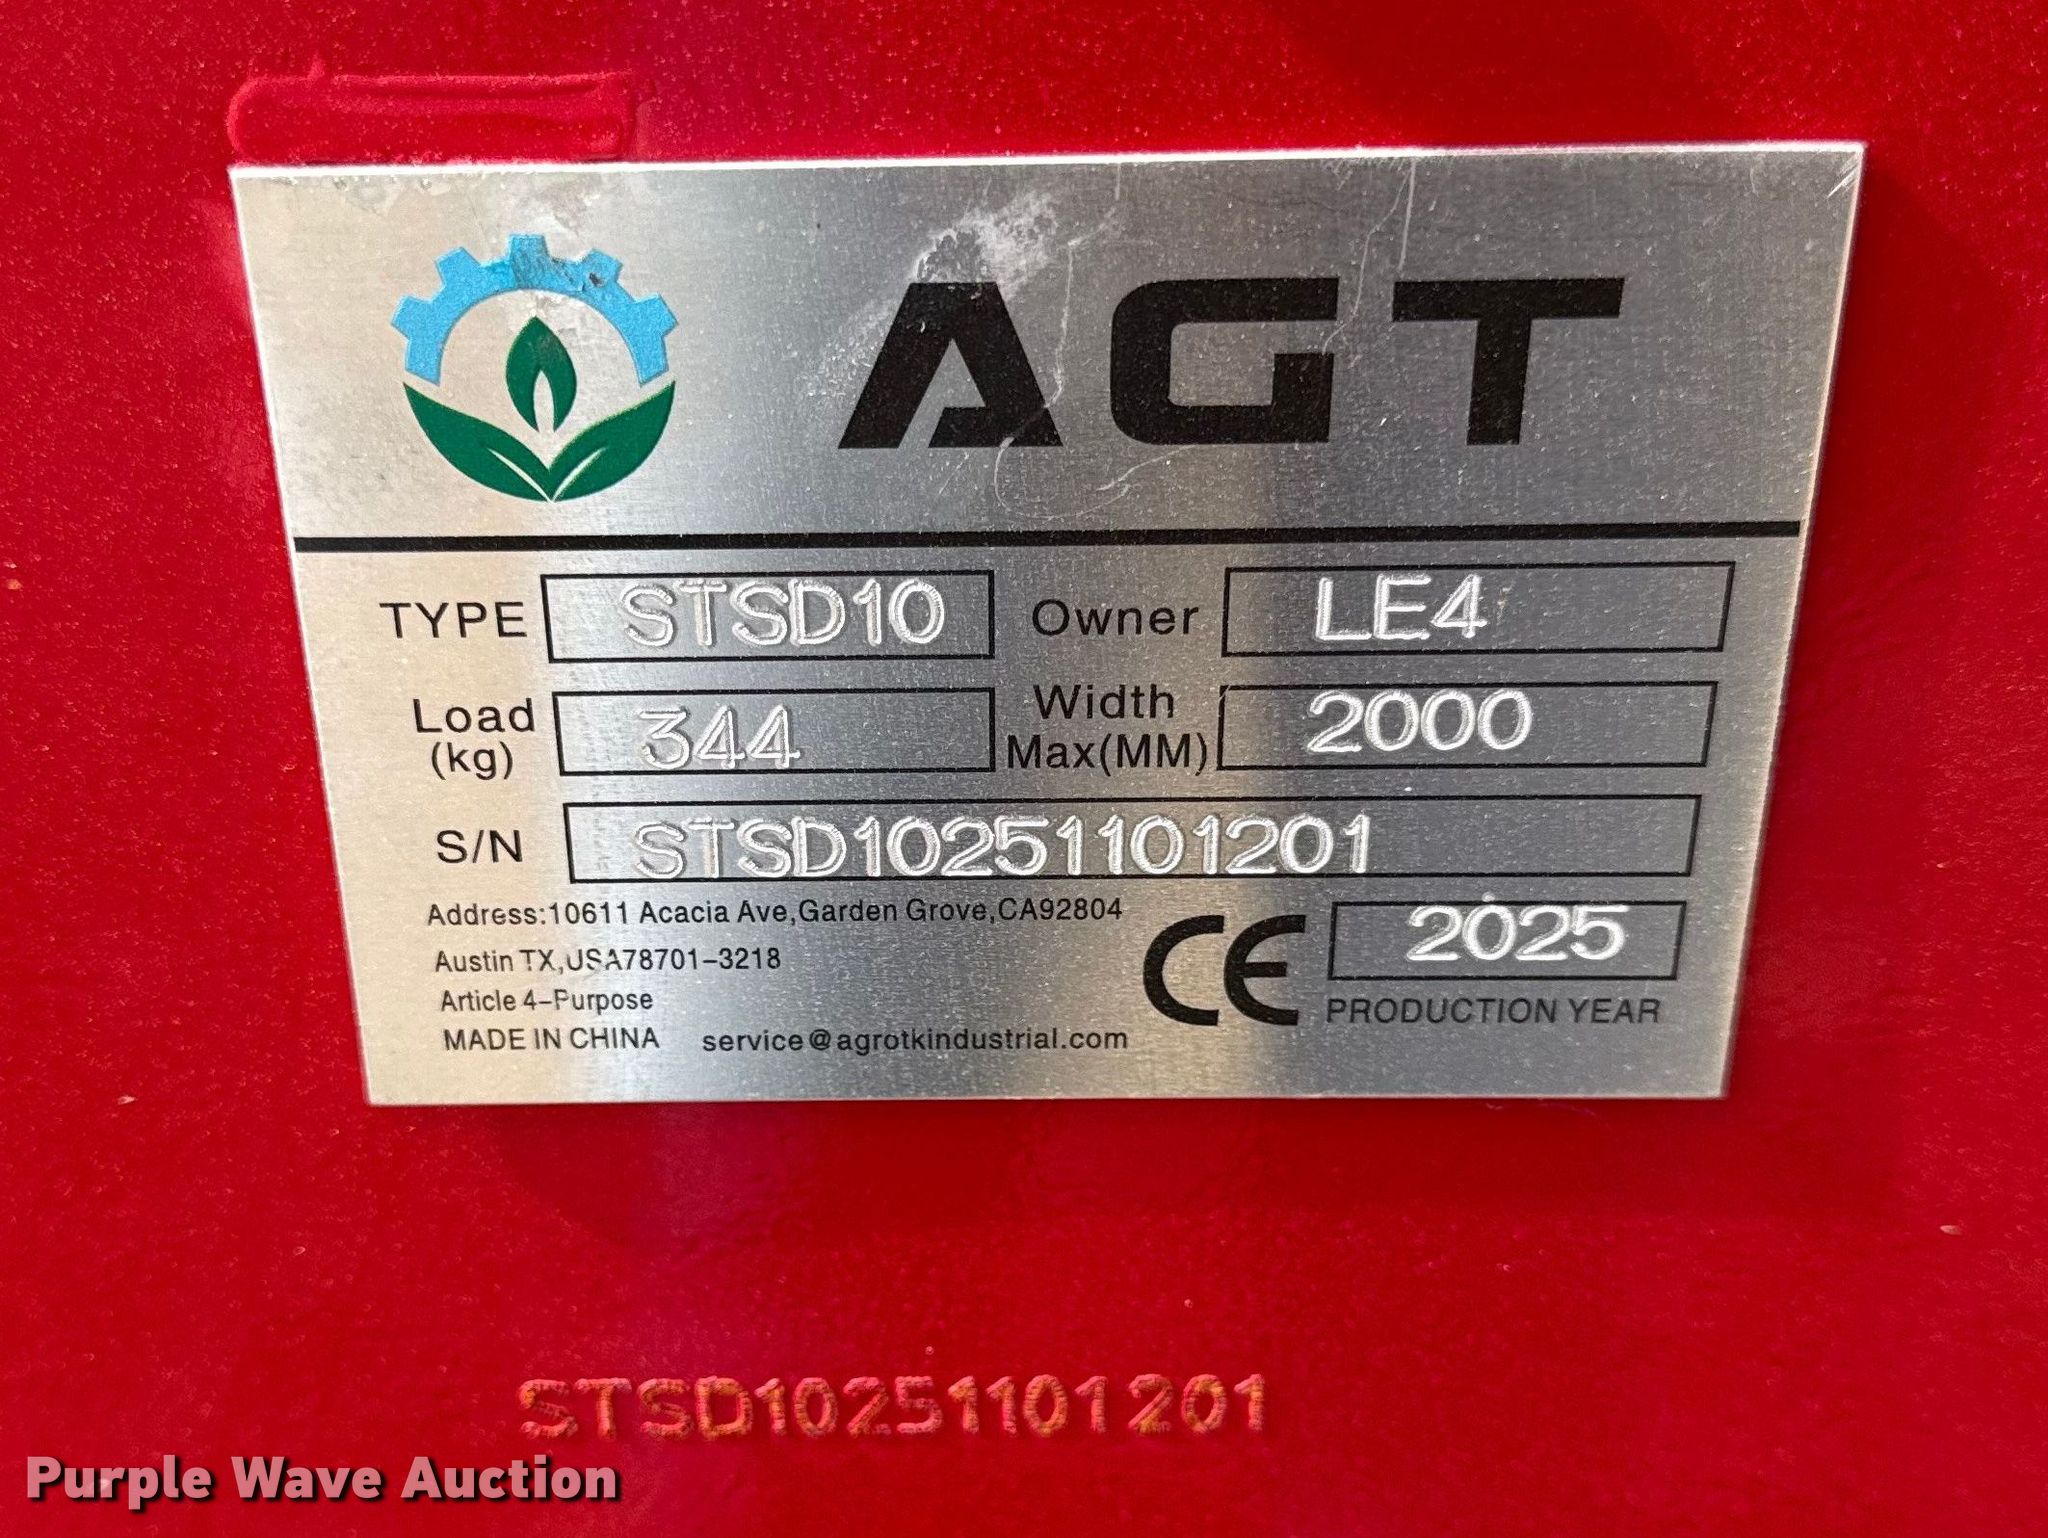 AGT
TYPE STSD10 Owner LE4
Load (kg) 344 Width Max(MM) 2000
S/N STSD10251101201
Address:10611 Acacia Ave,Garden Grove,CA92804
Austin TX,USA78701-3218
Article 4-Purpose
MADE IN CHINA service@agrotkindustrial.com
CE 2025
PRODUCTION YEAR
STSD10251101201
Purple Wave Auction